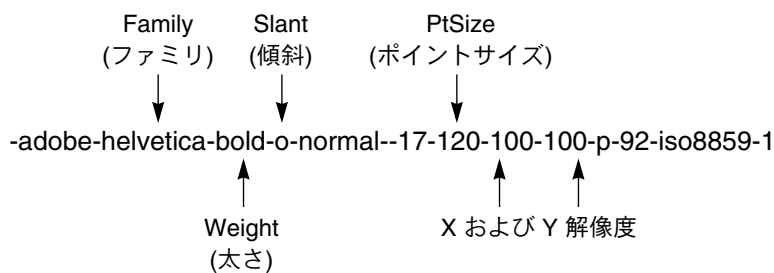 Family Slant PtSize
(ファミリ) (傾斜) (ポイントサイズ)
-adobe-helvetica-bold-o-normal--17-120-100-100-p-92-iso8859-1
Weight X および Y 解像度
(太さ)